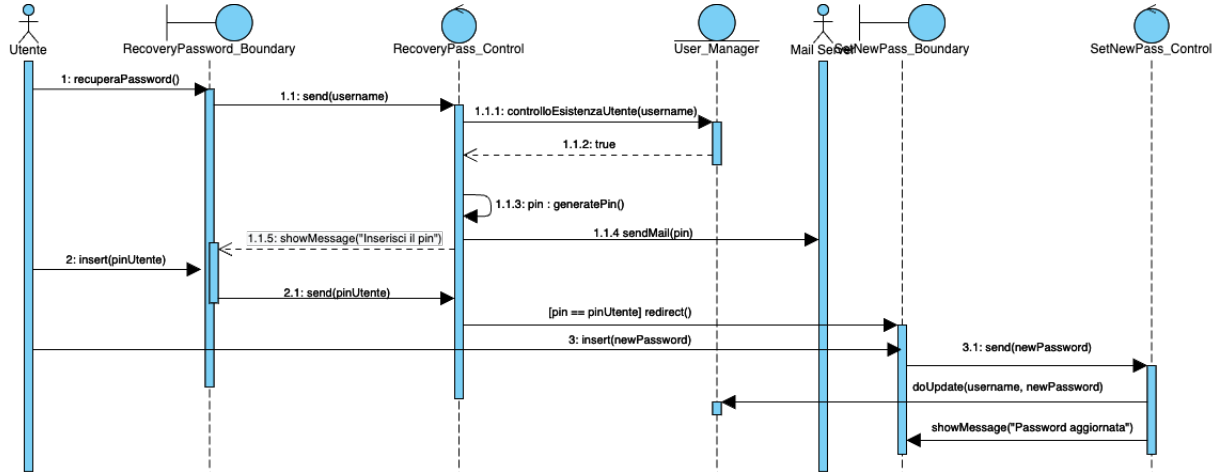 Utente
RecoveryPassword_Boundary
RecoveryPass_Control
User_Manager
Mail Server
SetNewPass_Boundary
SetNewPass_Control
1: recuperaPassword()
1.1: send(username)
1.1.1: controlloEsistenzaUtente(username)
1.1.2: true
1.1.3: pin : generatePin()
1.1.5: showMessage("Inserisci il pin")
1.1.4 sendMail(pin)
2: insert(pinUtente)
2.1: send(pinUtente)
[pin == pinUtente] redirect()
3: insert(newPassword)
3.1: send(newPassword)
doUpdate(username, newPassword)
showMessage("Password aggiornata")